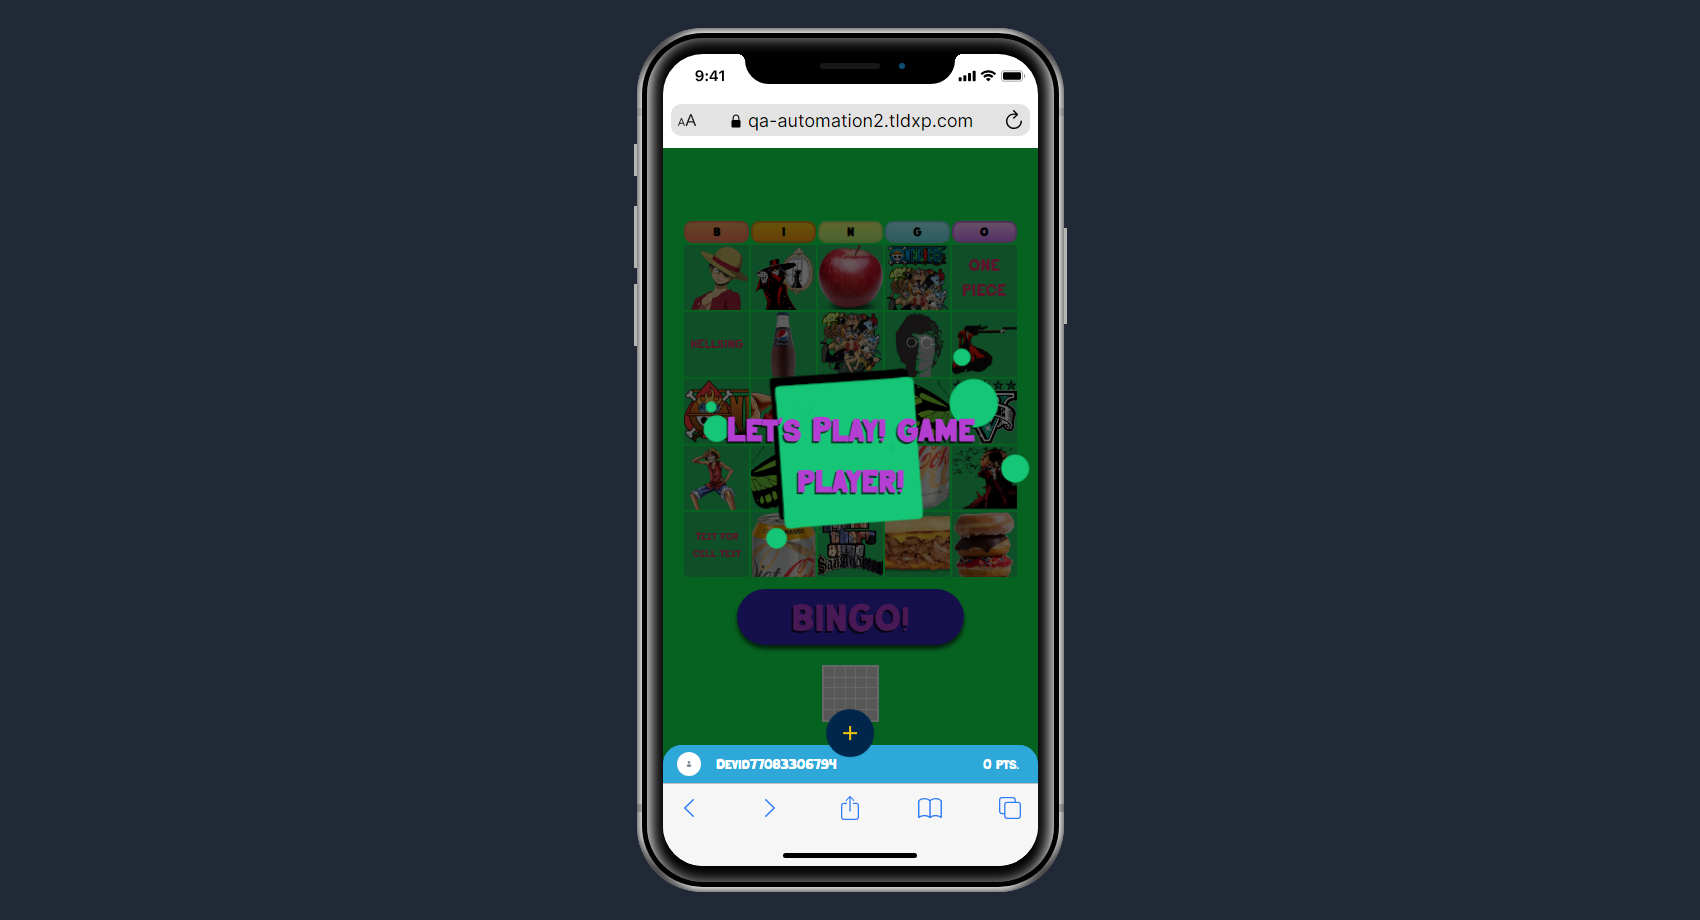 9:41
AA
qa-automation2.tldxp.com
B I N G O
ONE
PIECE
HELLSING
LET'S PLAY! GAME
PLAYER!
TEXT FOR
CELL TEXT
BINGO!
+
DEVID77083306794
0 PTS.